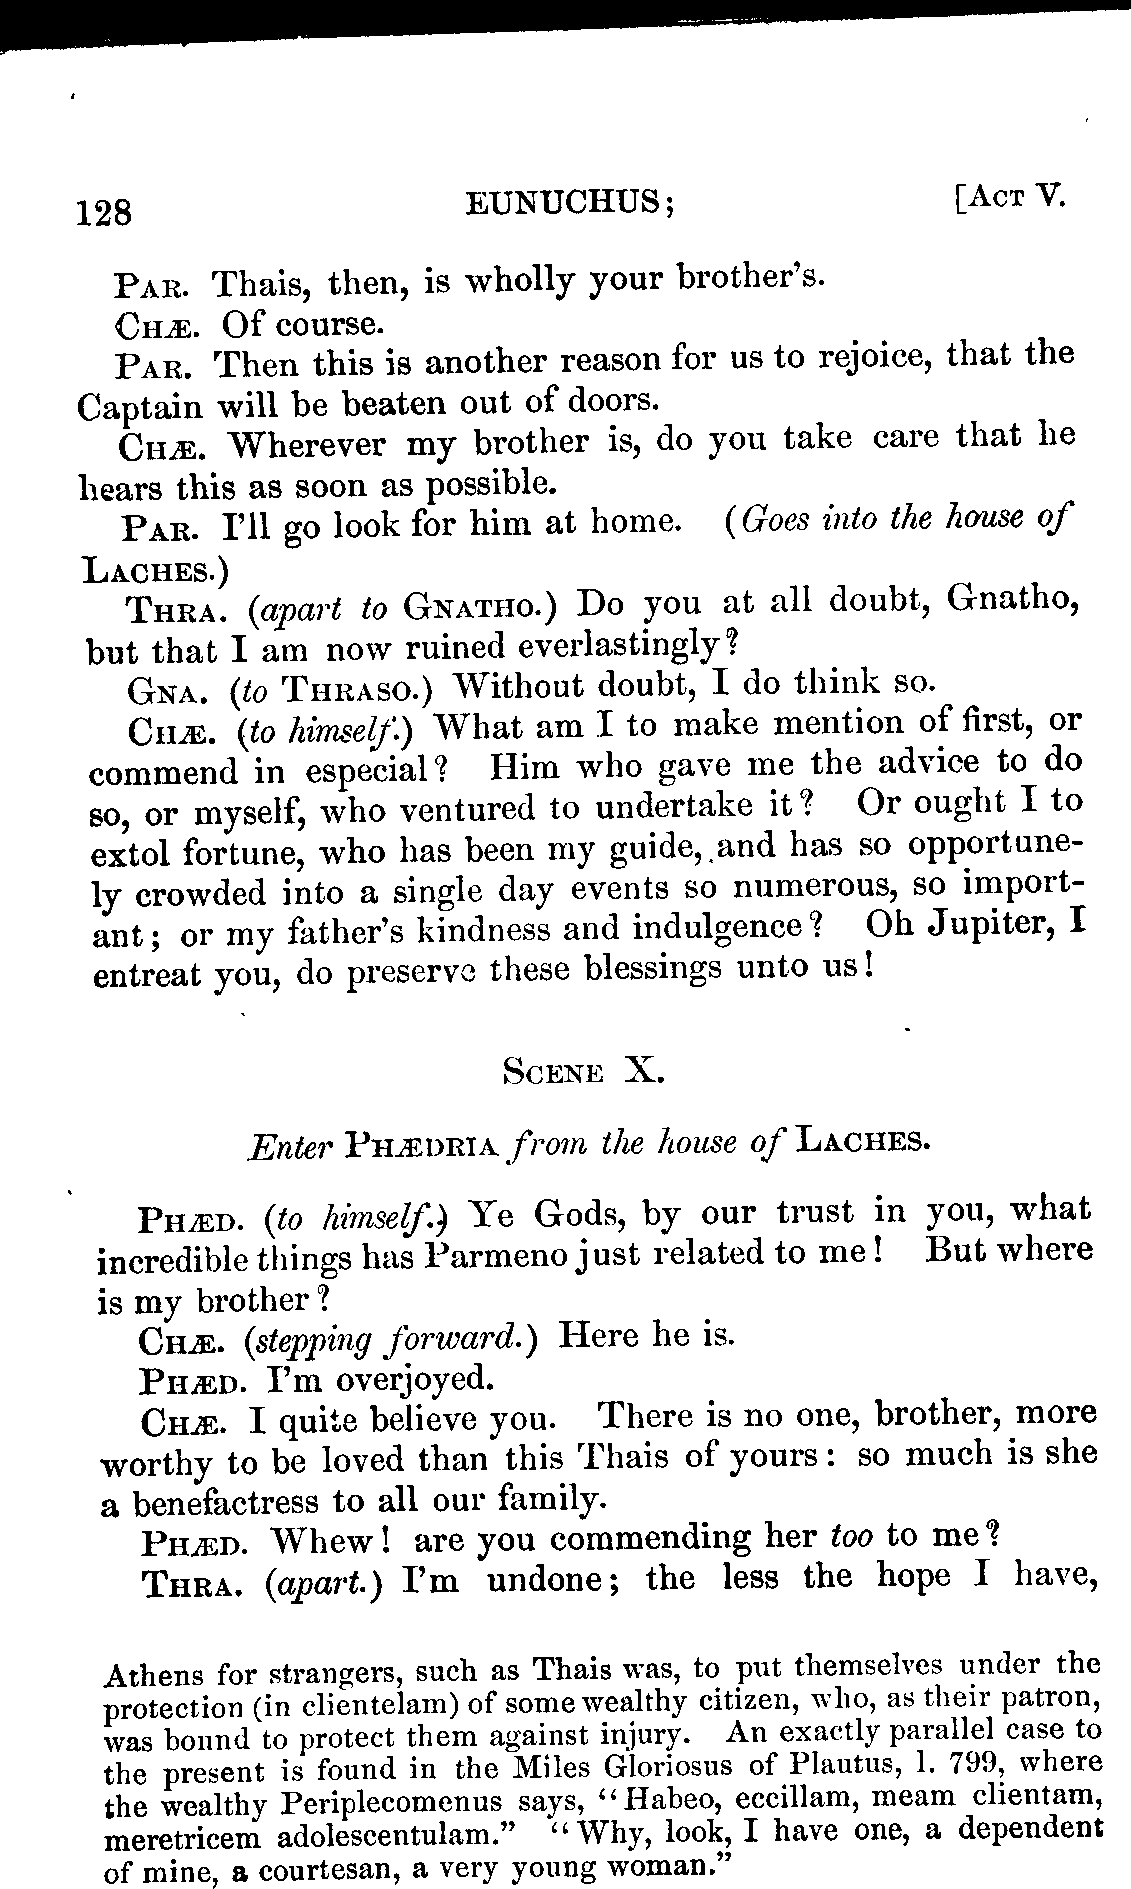 128 EUNUCHUS; [ACT V.
PAR. Thais, then, is wholly your brother's.
CHÆ. Of course.
PAR. Then this is another reason for us to rejoice, that the
Captain will be beaten out of doors.
CHÆ. Wherever my brother is, do you take care that he
hears this as soon as possible.
PAR. I'll go look for him at home. (Goes into the house of
LACHES.)
THRA. (apart to GNATHO.) Do you at all doubt, Gnatho,
but that I am now ruined everlastingly?
GNA. (to THRASO.) Without doubt, I do think so.
CHÆ. (to himself.) What am I to make mention of first, or
commend in especial? Him who gave me the advice to do
so, or myself, who ventured to undertake it? Or ought I to
extol fortune, who has been my guide, and has so opportune-
ly crowded into a single day events so numerous, so import-
ant; or my father's kindness and indulgence? Oh Jupiter, I
entreat you, do preserve these blessings unto us!
SCENE X.
Enter PHÆDRIA from the house of LACHES.
PHÆD. (to himself.) Ye Gods, by our trust in you, what
incredible things has Parmeno just related to me! But where
is my brother?
CHÆ. (stepping forward.) Here he is.
PHÆD. I'm overjoyed.
CHÆ. I quite believe you. There is no one, brother, more
worthy to be loved than this Thais of yours: so much is she
a benefactress to all our family.
PHÆD. Whew! are you commending her too to me?
THRA. (apart.) I'm undone; the less the hope I have,
Athens for strangers, such as Thais was, to put themselves under the
protection (in clientelam) of some wealthy citizen, who, as their patron,
was bound to protect them against injury. An exactly parallel case to
the present is found in the Miles Gloriosus of Plautus, l. 799, where
the wealthy Periplecomenus says, "Habeo, eccillam, meam clientam,
meretricem adolescentulam." "Why, look, I have one, a dependent
of mine, a courtesan, a very young woman."